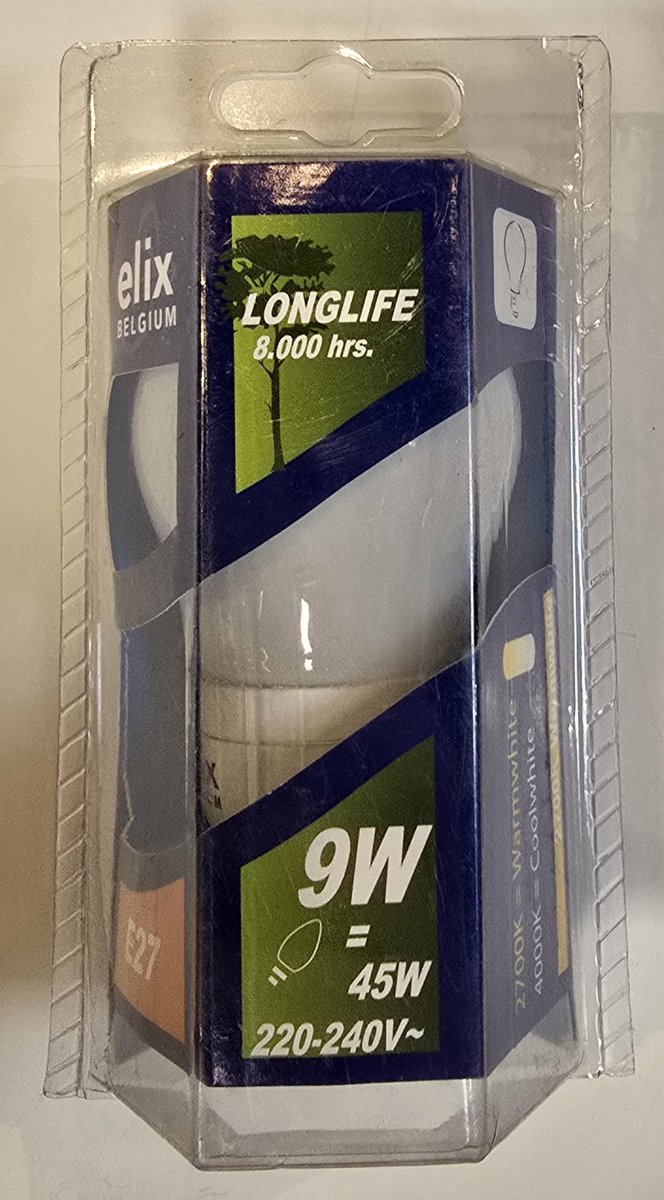 elix
BELGIUM
LONGLIFE
8.000 hrs.
9W
=
45W
220-240V~
E27
2700K = Warmwhite
4000K = Coolwhite